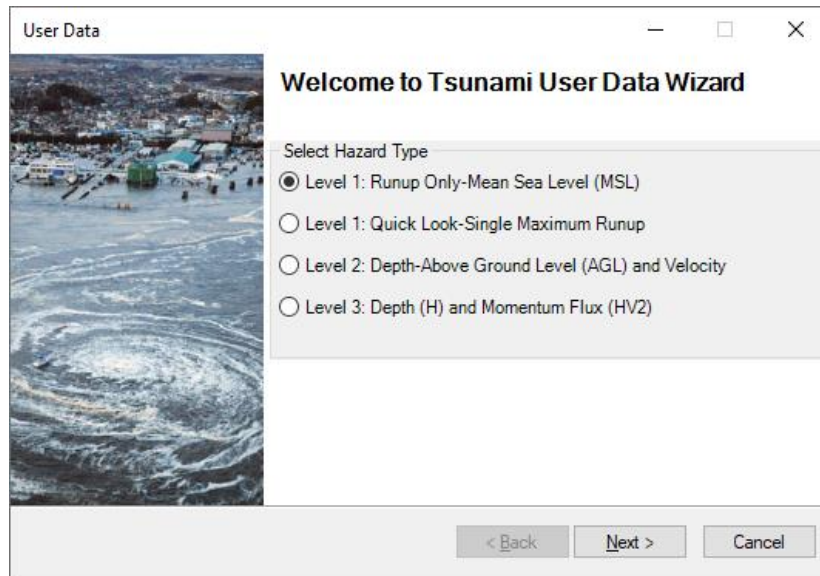 User Data
Welcome to Tsunami User Data Wizard
Select Hazard Type
Level 1: Runup Only-Mean Sea Level (MSL)
Level 1: Quick Look-Single Maximum Runup
Level 2: Depth-Above Ground Level (AGL) and Velocity
Level 3: Depth (H) and Momentum Flux (HV2)
< Back Next > Cancel